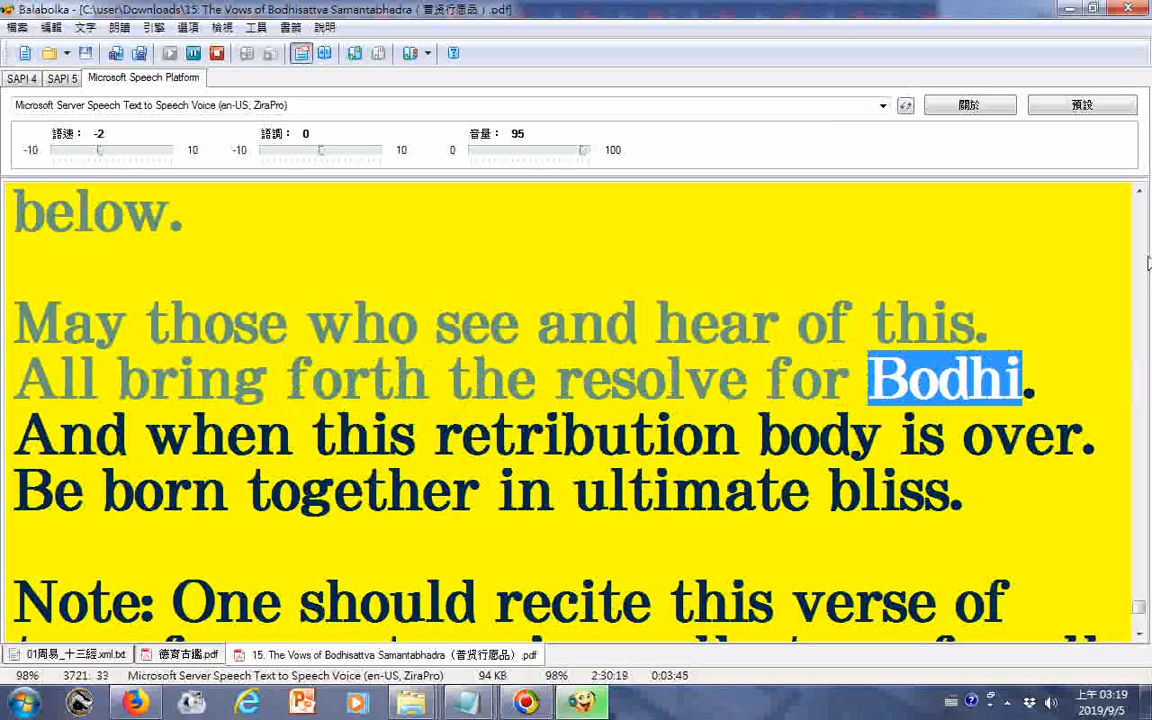 Balabolka - [C:\user\Downloads\15. The Vows of Bodhisattva Samantabhadra（普贤行愿品）.pdf]
檔案 編輯 文字 朗讀 引擎 選項 檢視 工具 書籤 說明
SAPI 4 SAPI 5 Microsoft Speech Platform
Microsoft Server Speech Text to Speech Voice (en-US, ZiraPro) 關於 預設
語速： -2 語調： 0 音量： 95
-10 10 -10 10 0 100
below.
May those who see and hear of this.
All bring forth the resolve for Bodhi.
And when this retribution body is over.
Be born together in ultimate bliss.
Note: One should recite this verse of
01周易_十三經.xml.txt 德育古鑑.pdf 15. The Vows of Bodhisattva Samantabhadra（普贤行愿品）.pdf
98% 3721: 33 Microsoft Server Speech Text to Speech Voice (en-US, ZiraPro) 94 KB 98% 2:30:18 0:03:45
上午 03:19
2019/9/5